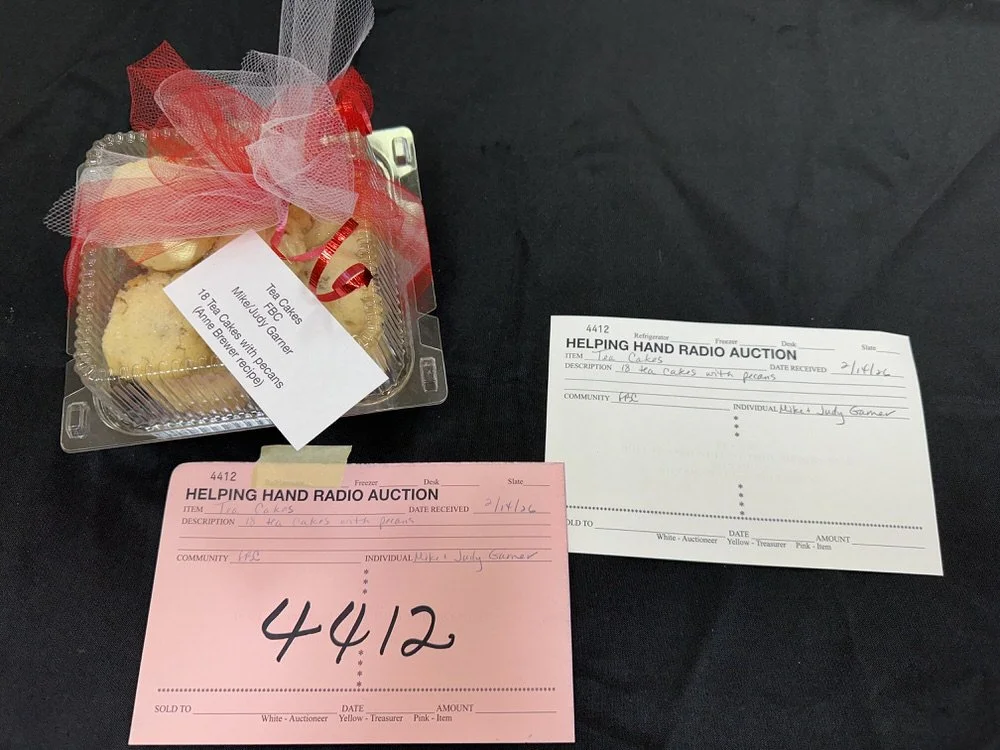 Tea Cakes
FBC
Mike/Judy Garner
18 Tea Cakes with pecans
(Anne Brewer recipe)
4412
Refrigerator Freezer Desk Slate
HELPING HAND RADIO AUCTION
ITEM Tea Cakes DATE RECEIVED 2/14/26
DESCRIPTION 18 tea cakes with pecans
COMMUNITY FBC INDIVIDUAL Mike + Judy Garner
OLD TO DATE AMOUNT
White - Auctioneer Yellow - Treasurer Pink - Item
4412
Freezer Desk Slate
HELPING HAND RADIO AUCTION
ITEM Tea Cakes DATE RECEIVED 2/14/26
DESCRIPTION 18 tea cakes with pecans
COMMUNITY FBC INDIVIDUAL Mike + Judy Garner
4412
SOLD TO DATE AMOUNT
White - Auctioneer Yellow - Treasurer Pink - Item